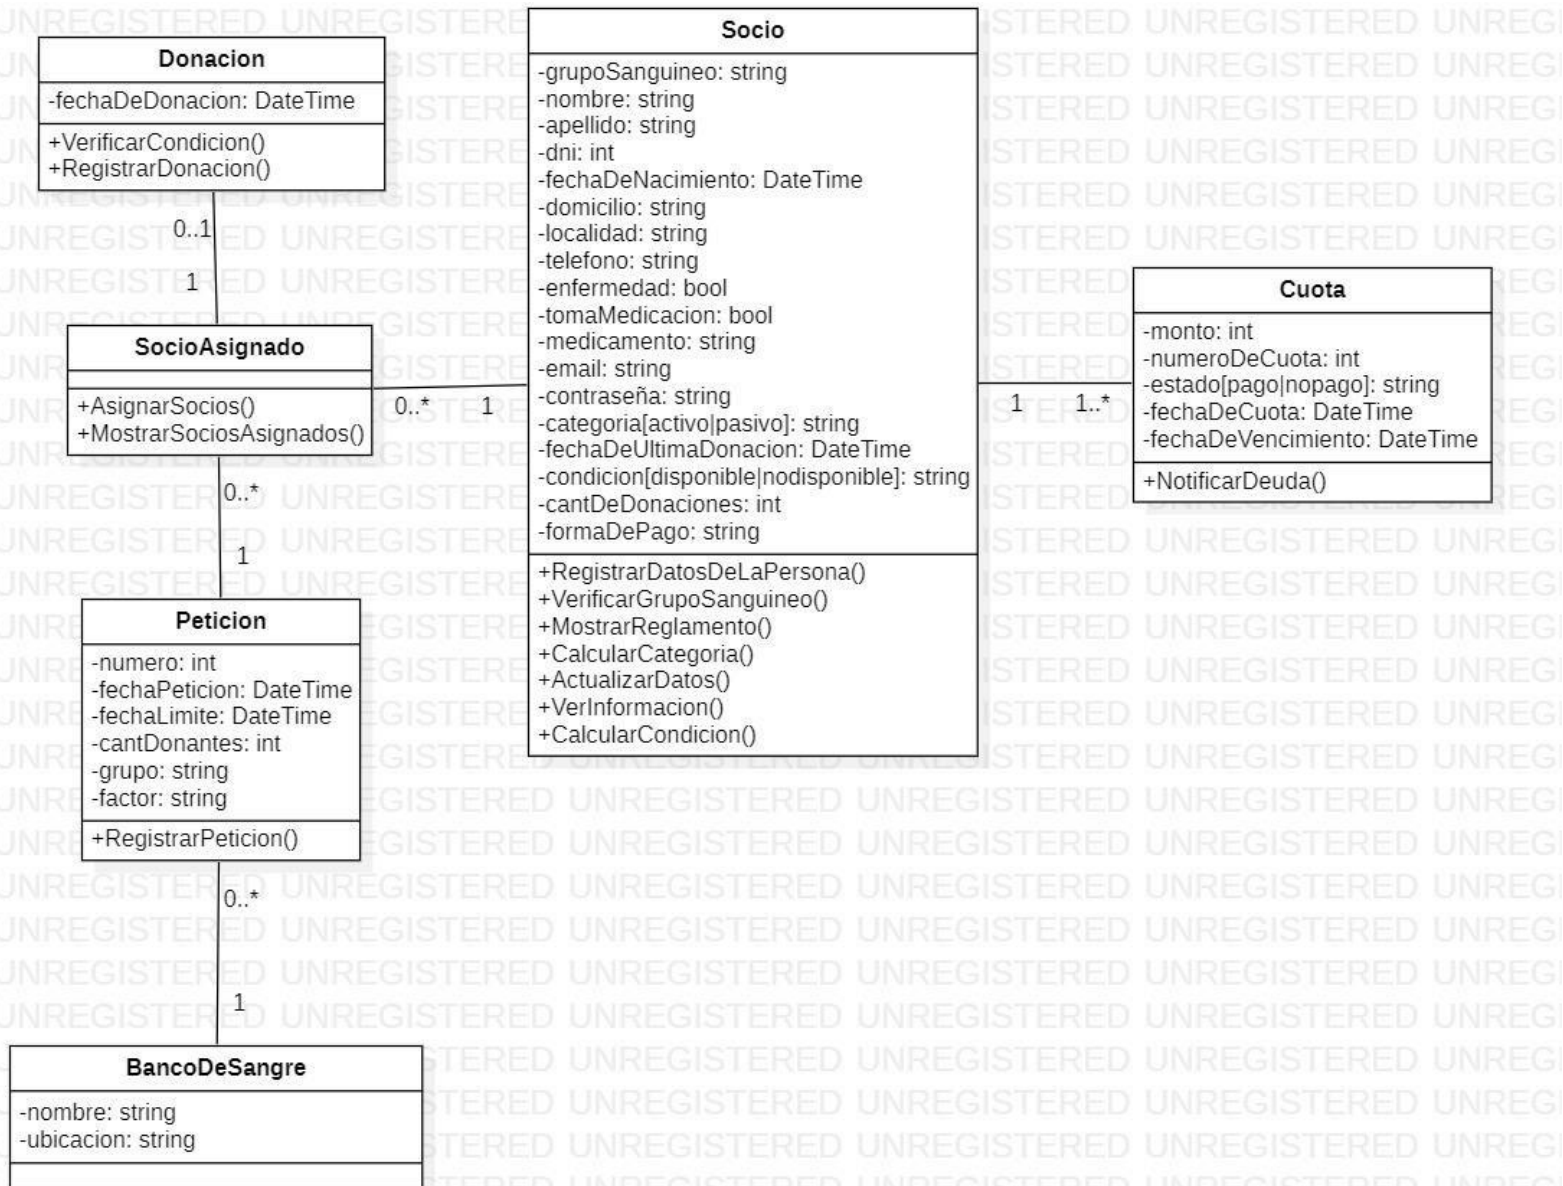 Donacion
-fechaDeDonacion: DateTime
+VerificarCondicion()
+RegistrarDonacion()
0..1
1
SocioAsignado
+AsignarSocios()
+MostrarSociosAsignados()
0..*
1
0..*
1
Peticion
-numero: int
-fechaPeticion: DateTime
-fechaLimite: DateTime
-cantDonantes: int
-grupo: string
-factor: string
+RegistrarPeticion()
0..*
1
BancoDeSangre
-nombre: string
-ubicacion: string
Socio
-grupoSanguineo: string
-nombre: string
-apellido: string
-dni: int
-fechaDeNacimiento: DateTime
-domicilio: string
-localidad: string
-telefono: string
-enfermedad: bool
-tomaMedicacion: bool
-medicamento: string
-email: string
-contraseña: string
-categoria[activo|pasivo]: string
-fechaDeUltimaDonacion: DateTime
-condicion[disponible|nodisponible]: string
-cantDeDonaciones: int
-formaDePago: string
+RegistrarDatosDeLaPersona()
+VerificarGrupoSanguineo()
+MostrarReglamento()
+CalcularCategoria()
+ActualizarDatos()
+VerInformacion()
+CalcularCondicion()
1
1..*
Cuota
-monto: int
-numeroDeCuota: int
-estado[pago|nopago]: string
-fechaDeCuota: DateTime
-fechaDeVencimiento: DateTime
+NotificarDeuda()
UNREGISTERED